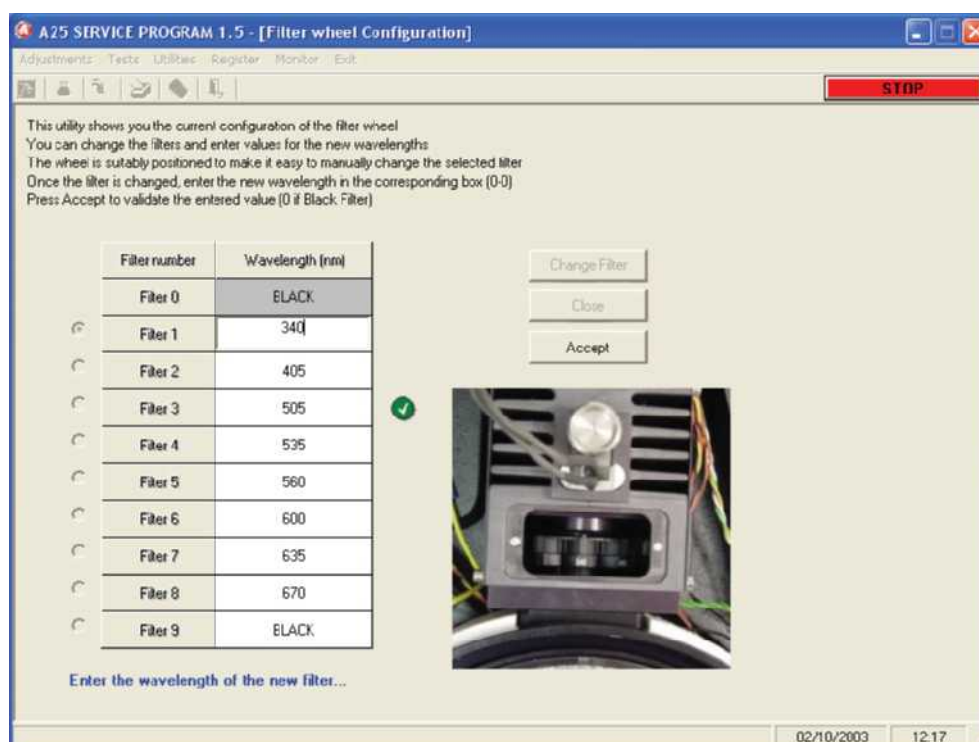 A25 SERVICE PROGRAM 1.5 - [Filter wheel Configuration]
Adjustments Tests Utilities Register Monitor Exit
STOP
This utility shows you the current configuration of the filter wheel
You can change the filters and enter values for the new wavelengths
The wheel is suitably positioned to make it easy to manually change the selected filter
Once the filter is changed, enter the new wavelength in the corresponding box (0-0)
Press Accept to validate the entered value (0 if Black Filter)
Filter number Wavelength (nm)
Filter 0 BLACK
Filter 1 340
Filter 2 405
Filter 3 505
Filter 4 535
Filter 5 560
Filter 6 600
Filter 7 635
Filter 8 670
Filter 9 BLACK
Change Filter
Close
Accept
Enter the wavelength of the new filter...
02/10/2003 12:17